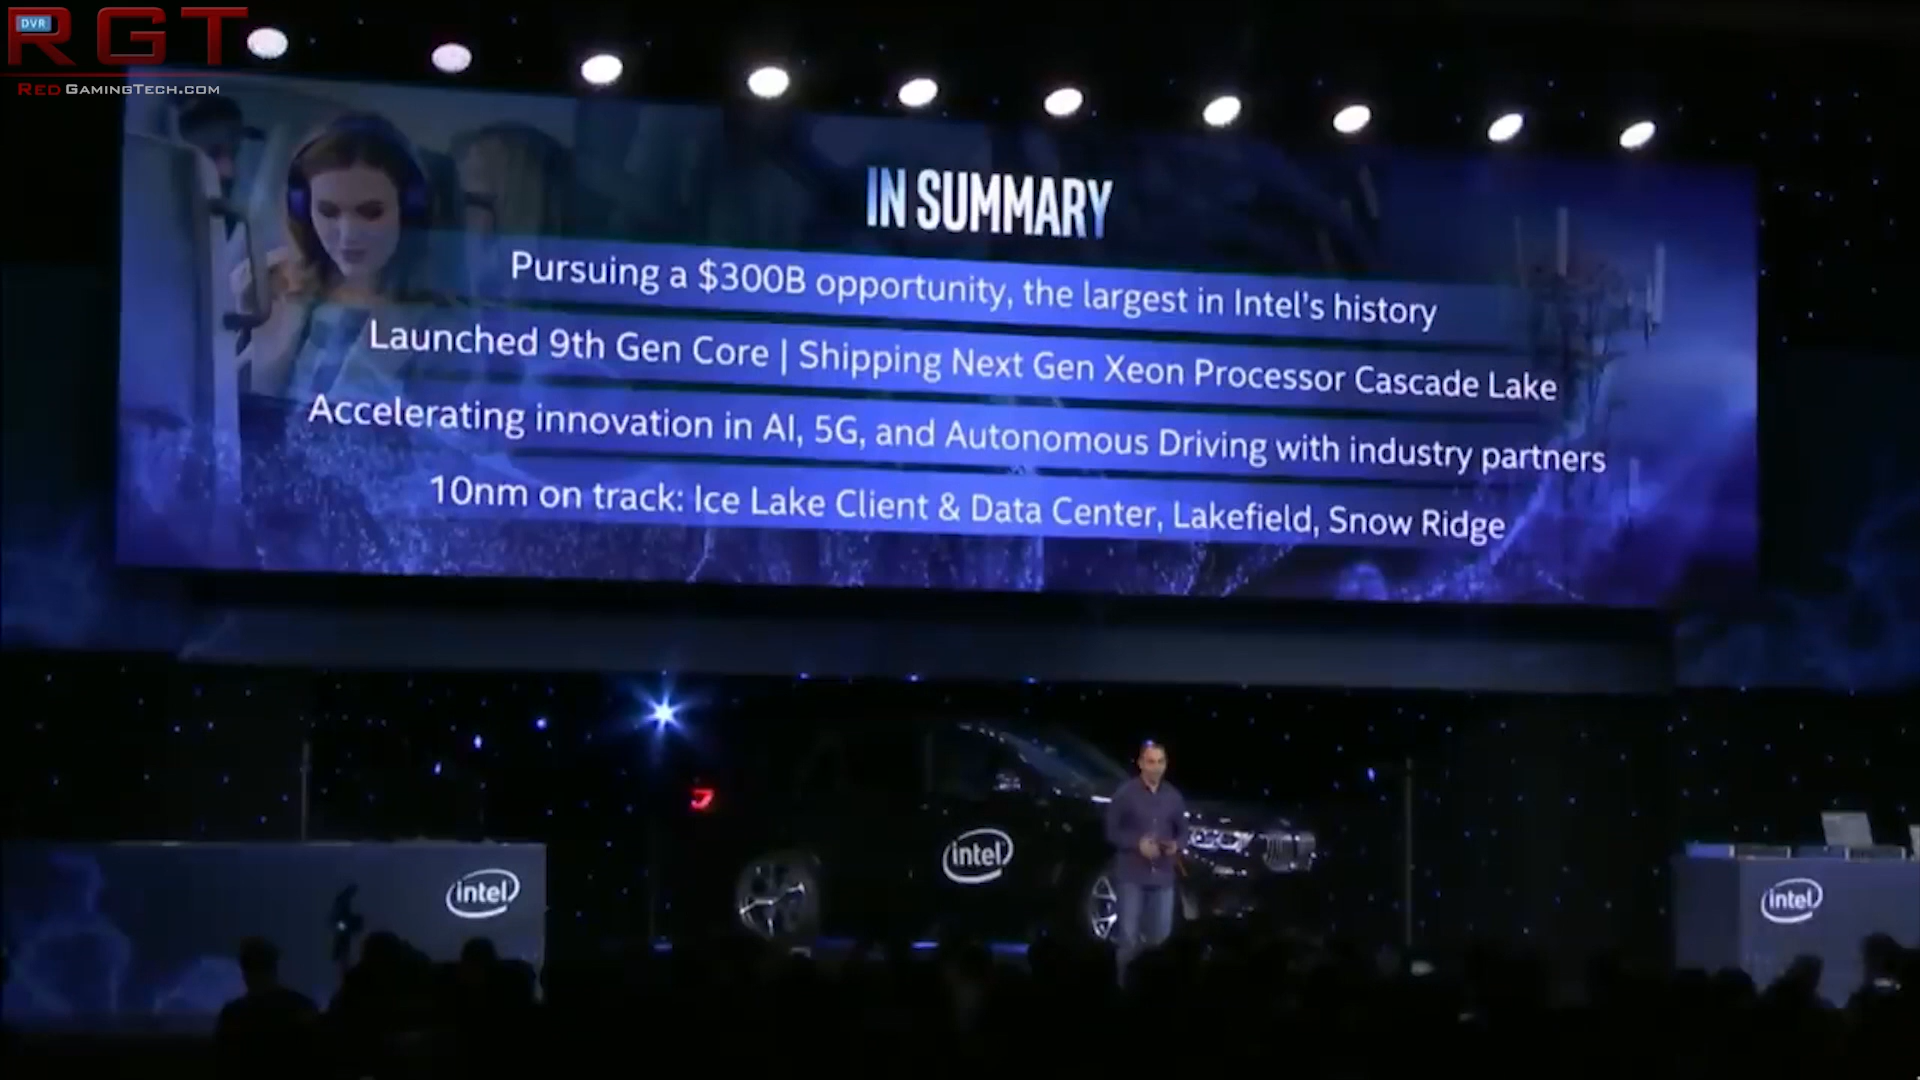 DVR
RGT
REDGAMINGTECH.COM
IN SUMMARY
Pursuing a $300B opportunity, the largest in Intel's history
Launched 9th Gen Core | Shipping Next Gen Xeon Processor Cascade Lake
Accelerating innovation in AI, 5G, and Autonomous Driving with industry partners
10nm on track: Ice Lake Client & Data Center, Lakefield, Snow Ridge
intel
intel
intel